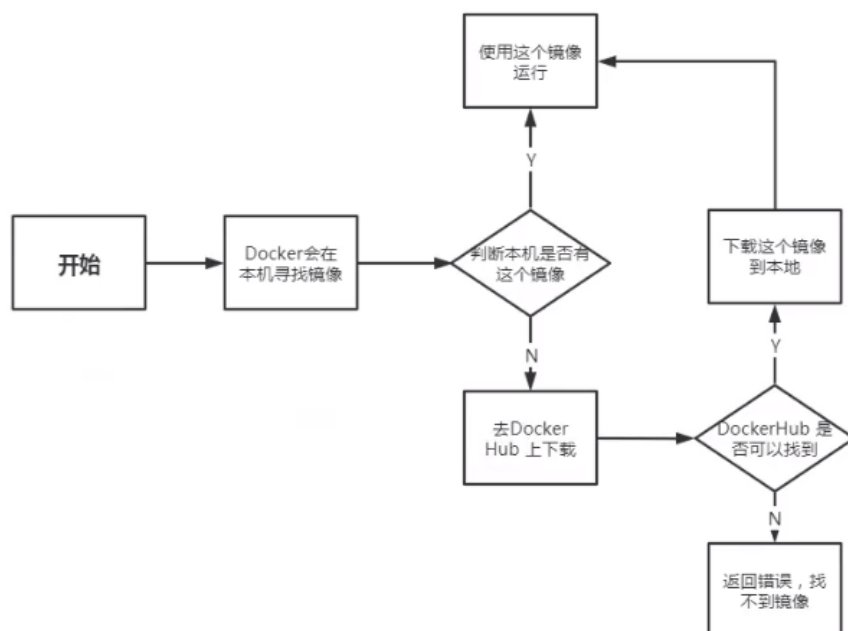 使用这个镜像
运行
Y
开始
Docker会在
本机寻找镜像
判断本机是否有
这个镜像
下载这个镜像
到本地
N
Y
去Docker
Hub 上下载
DockerHub 是
否可以找到
N
返回错误，找
不到镜像